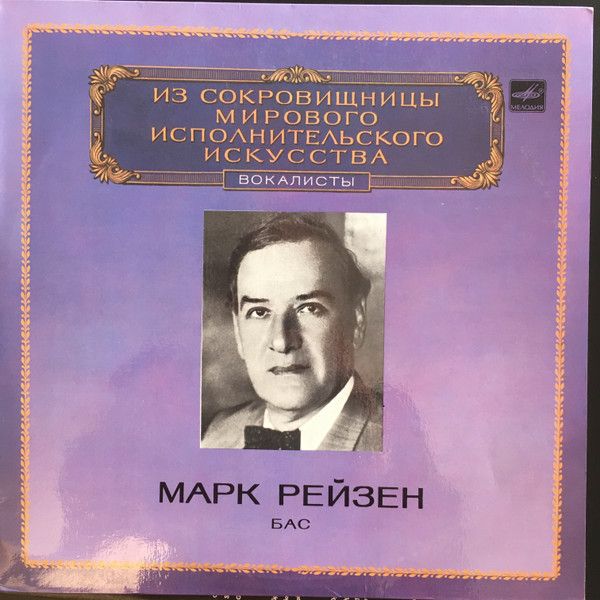 ИЗ СОКРОВИЩНИЦЫ
МИРОВОГО
ИСПОЛНИТЕЛЬСКОГО
ИСКУССТВА
ВОКАЛИСТЫ
МЕЛОДИЯ
МАРК РЕЙЗЕН
БАС